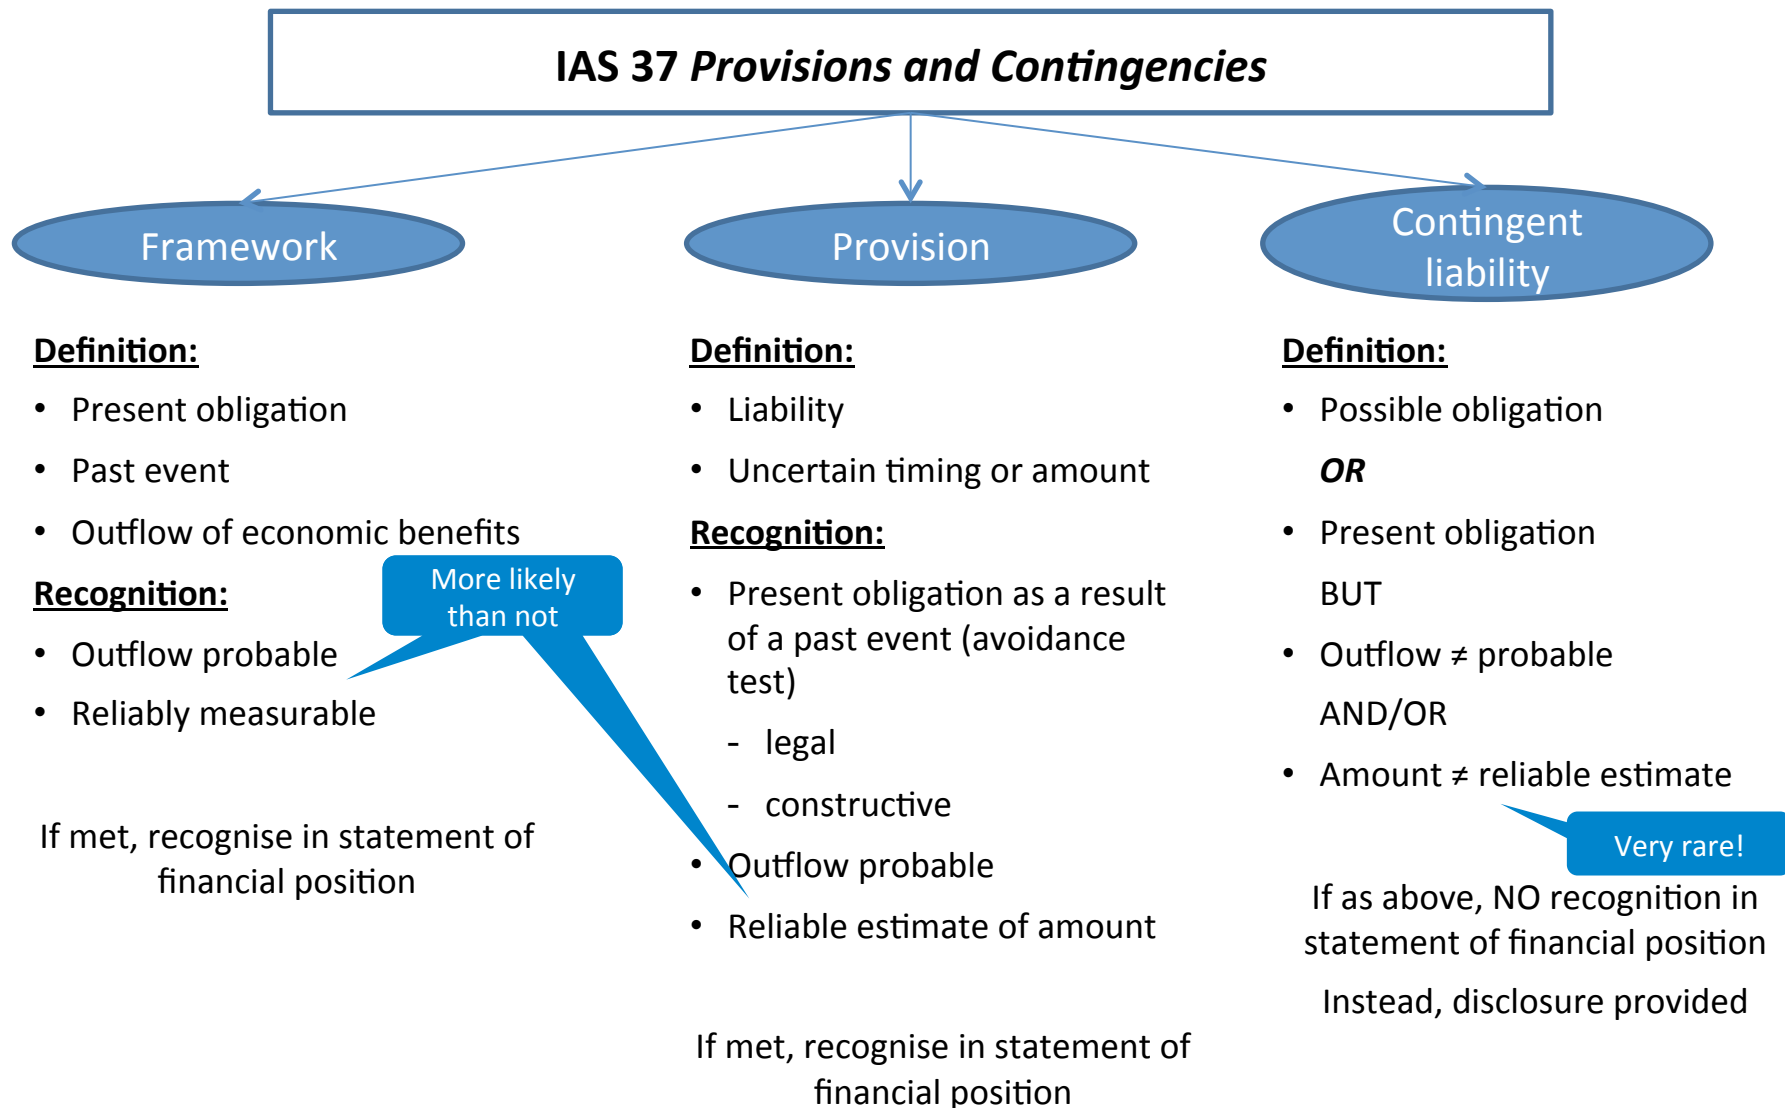 IAS 37 Provisions and Contingencies
Framework
Definition:
• Present obligation
• Past event
• Outflow of economic benefits
Recognition:
• Outflow probable
• Reliably measurable
If met, recognise in statement of
financial position
More likely
than not
Provision
Definition:
• Liability
• Uncertain timing or amount
Recognition:
• Present obligation as a result
of a past event (avoidance
test)
- legal
- constructive
• Outflow probable
• Reliable estimate of amount
If met, recognise in statement of
financial position
Contingent
liability
Definition:
• Possible obligation
OR
• Present obligation
BUT
• Outflow ≠ probable
AND/OR
• Amount ≠ reliable estimate
Very rare!
If as above, NO recognition in
statement of financial position
Instead, disclosure provided